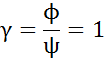 γ = ϕ/ψ = 1